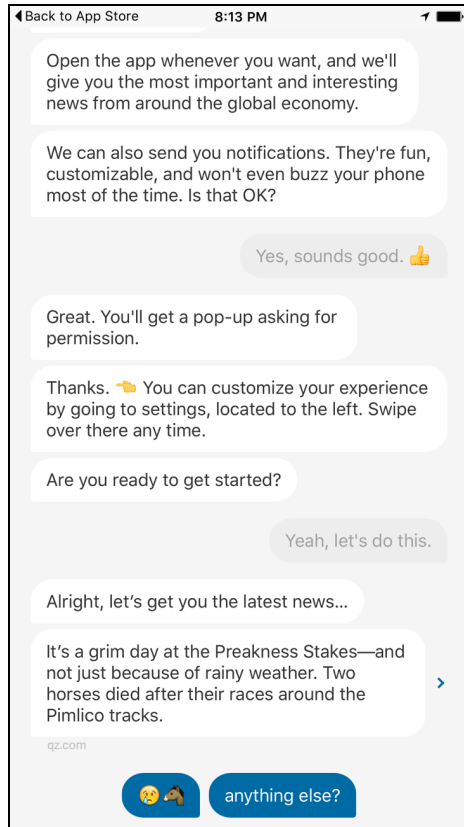 Back to App Store
8:13 PM
Open the app whenever you want, and we'll
give you the most important and interesting
news from around the global economy.
We can also send you notifications. They're fun,
customizable, and won't even buzz your phone
most of the time. Is that OK?
Yes, sounds good. 👍
Great. You'll get a pop-up asking for
permission.
Thanks. 👈 You can customize your experience
by going to settings, located to the left. Swipe
over there any time.
Are you ready to get started?
Yeah, let's do this.
Alright, let’s get you the latest news...
It’s a grim day at the Preakness Stakes—and
not just because of rainy weather. Two
horses died after their races around the
Pimlico tracks.
qz.com
😢🐴
anything else?